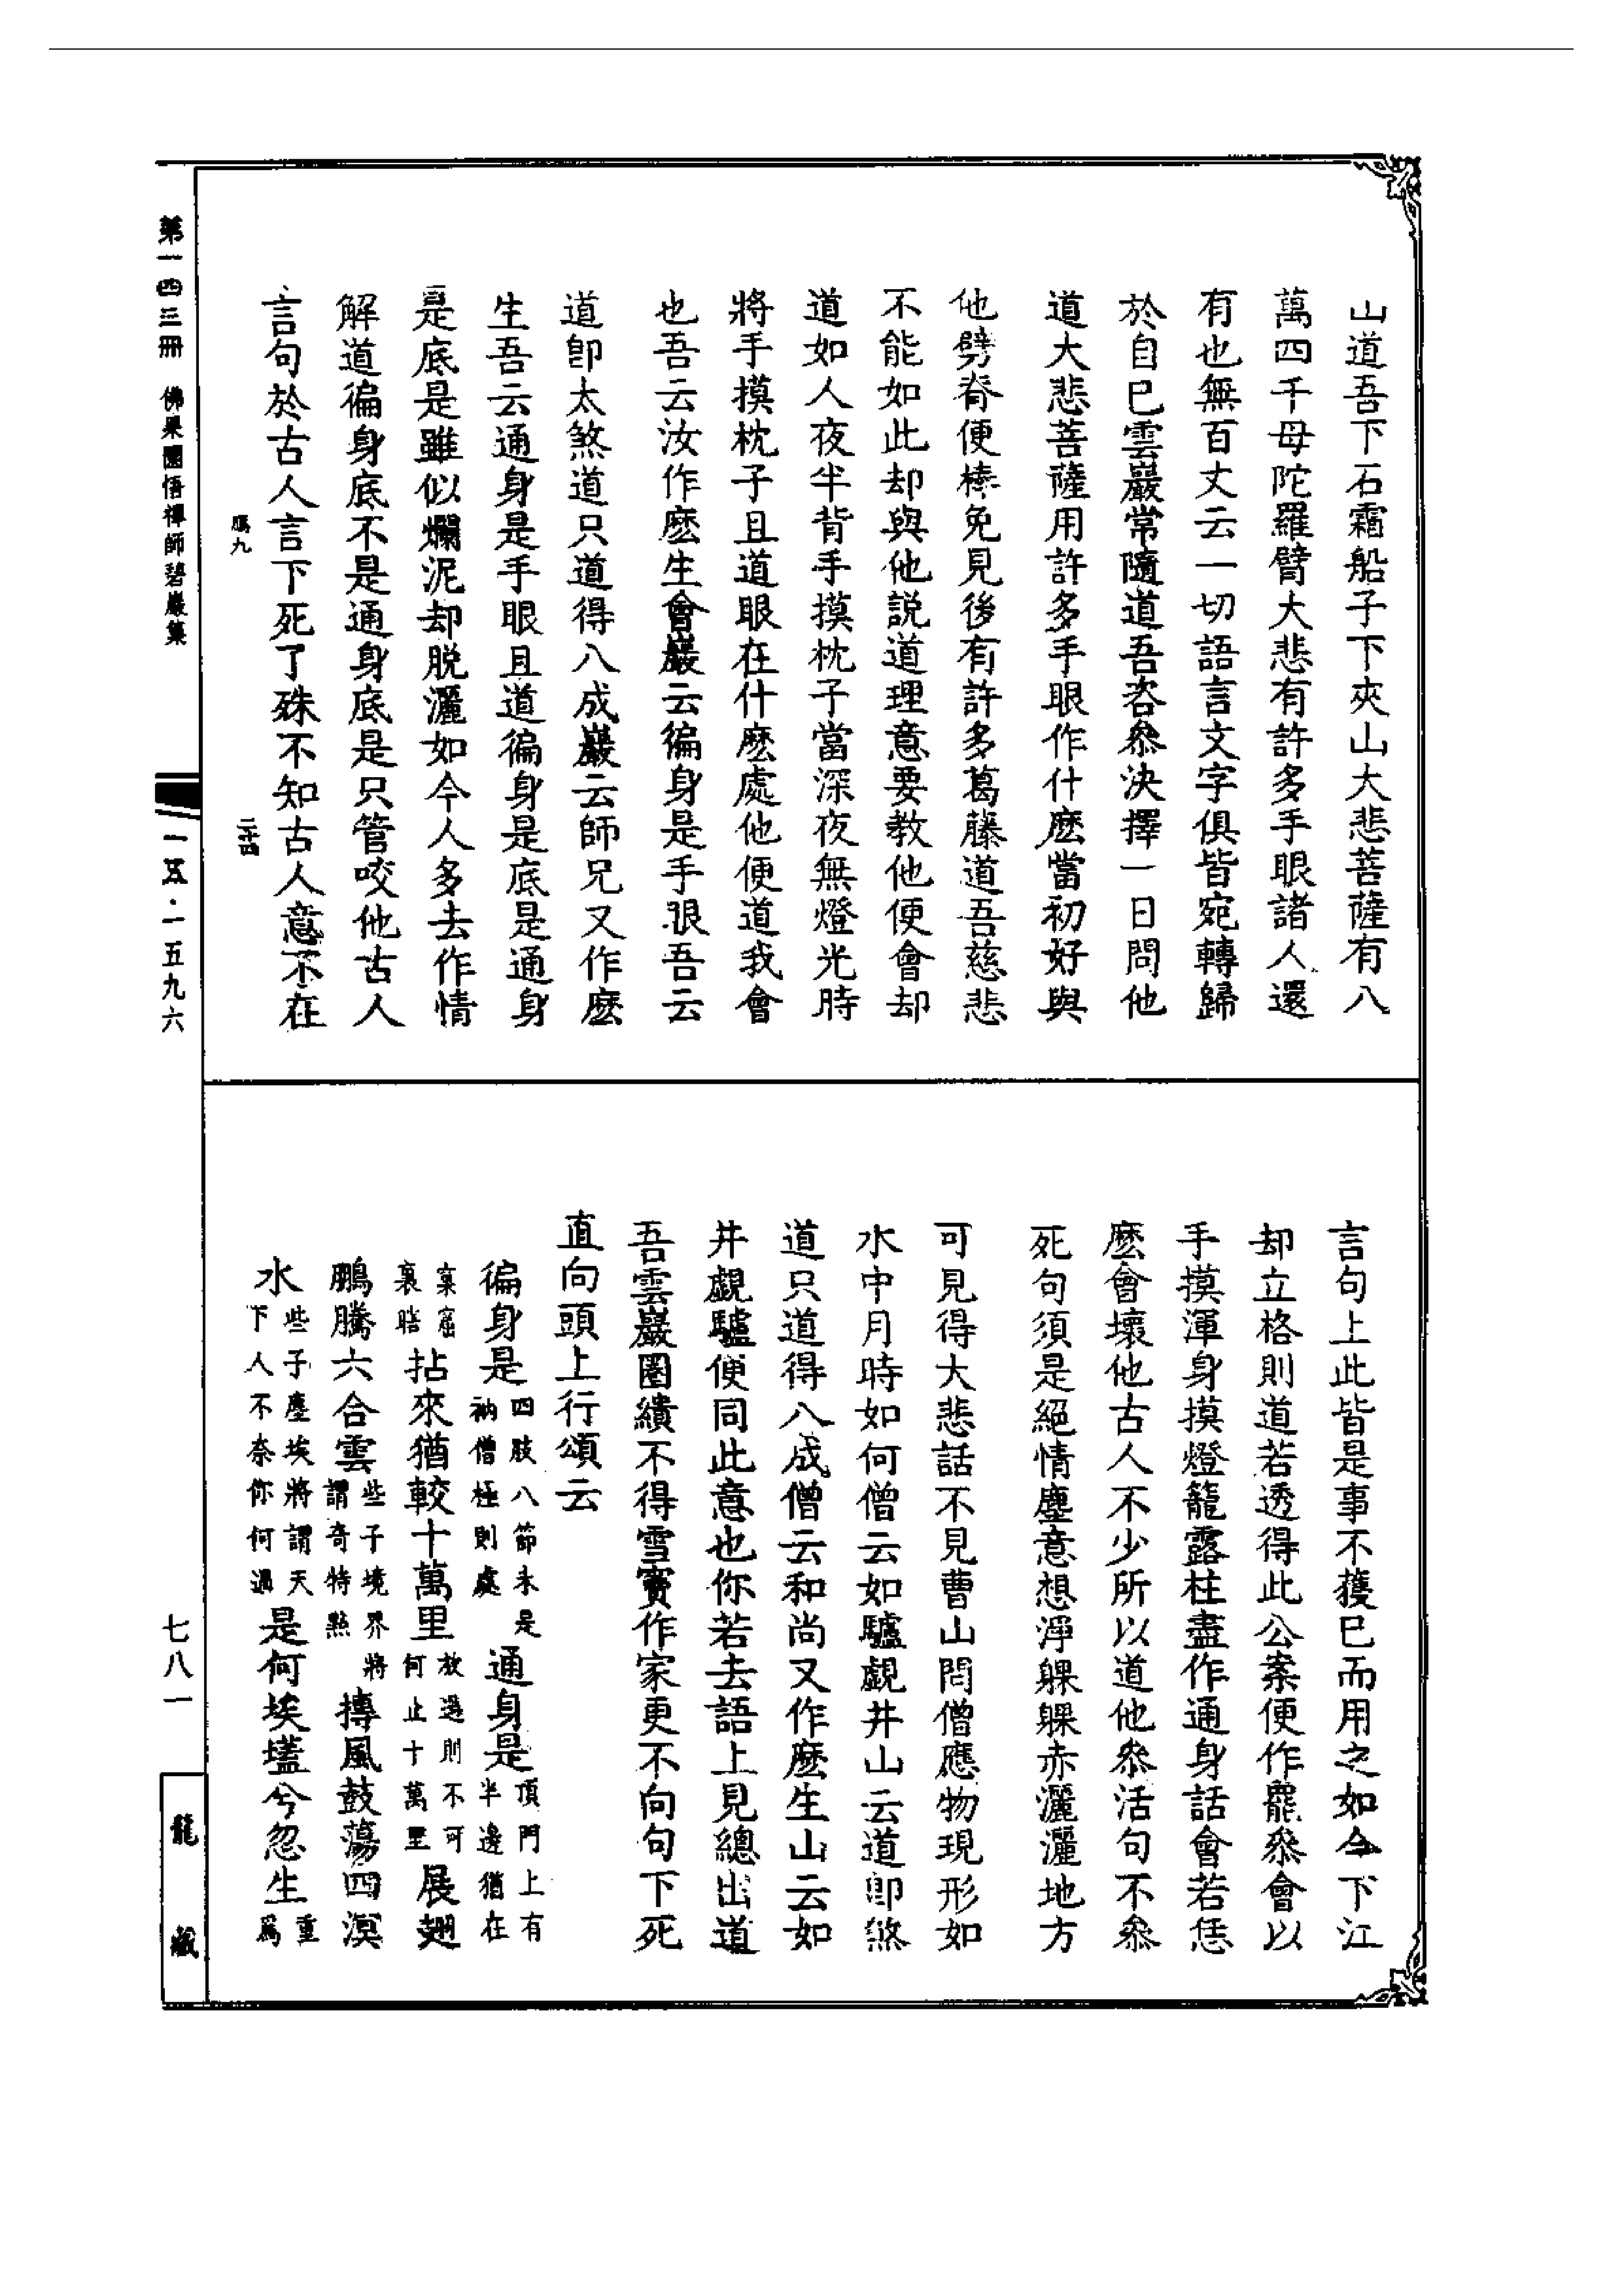 山道吾下石霜船子下夾山大悲菩薩有八
萬四千母陀羅臂大悲有許多手眼諸人還
有也無百丈云一切語言文字俱皆宛轉歸
於自巳雲巖常隨道吾咨叅決擇一日問他
道大悲菩薩用許多手眼作什麽當初好與
他劈脊便棒免見後有許多葛藤道吾慈悲
不能如此却與他説道理意要教他便會却
道如人夜半背手摸枕子當深夜無燈光時
將手摸枕子且道眼在什麽處他便道我會
也吾云汝作麽生會巖云徧身是手眼吾云
道卽太煞道只道得八成巖云師兄又作麽
生吾云通身是手眼且道徧身是底是通身
是底是雖似爛泥却脱灑如今人多去作情
解道徧身底不是通身底是只管咬他古人
言句於古人言下死了殊不知古人意不在
鴈九
二十四
言句上此皆是事不獲巳而用之如今下
却立格則道若透得此公案便作罷叅會以
手摸渾身摸燈籠露柱盡作通身話會若恁
麽會壞他古人不少所以道他叅活句不叅
死句須是絕情塵意想淨躶躶赤灑灑地方
可見得大悲話不見曹山問僧應物現形如
水中月時如何僧云如驢覷井山云道卽煞
道只道得八成僧云和尚又作麽生山云如
井覷驢便同此意也你若去語上見總出道
吾雲巖圈繢不得雪竇作家更不向句下死
直向頭上行頌云
徧身是四肢八節未是衲僧極則處通身是頂門上有半邊猶在
窠窟裏瞎拈來猶較十萬里放過則不可何止十萬里展翅
鵬騰六合雲些子境界將謂奇特點摶風鼓蕩四溟
水些子塵埃將謂天下人不奈你何過是何埃壒兮忽生重爲
第一四三冊　佛果圜悟禪師碧巖集
一五五·一五九六
七八一
龍藏